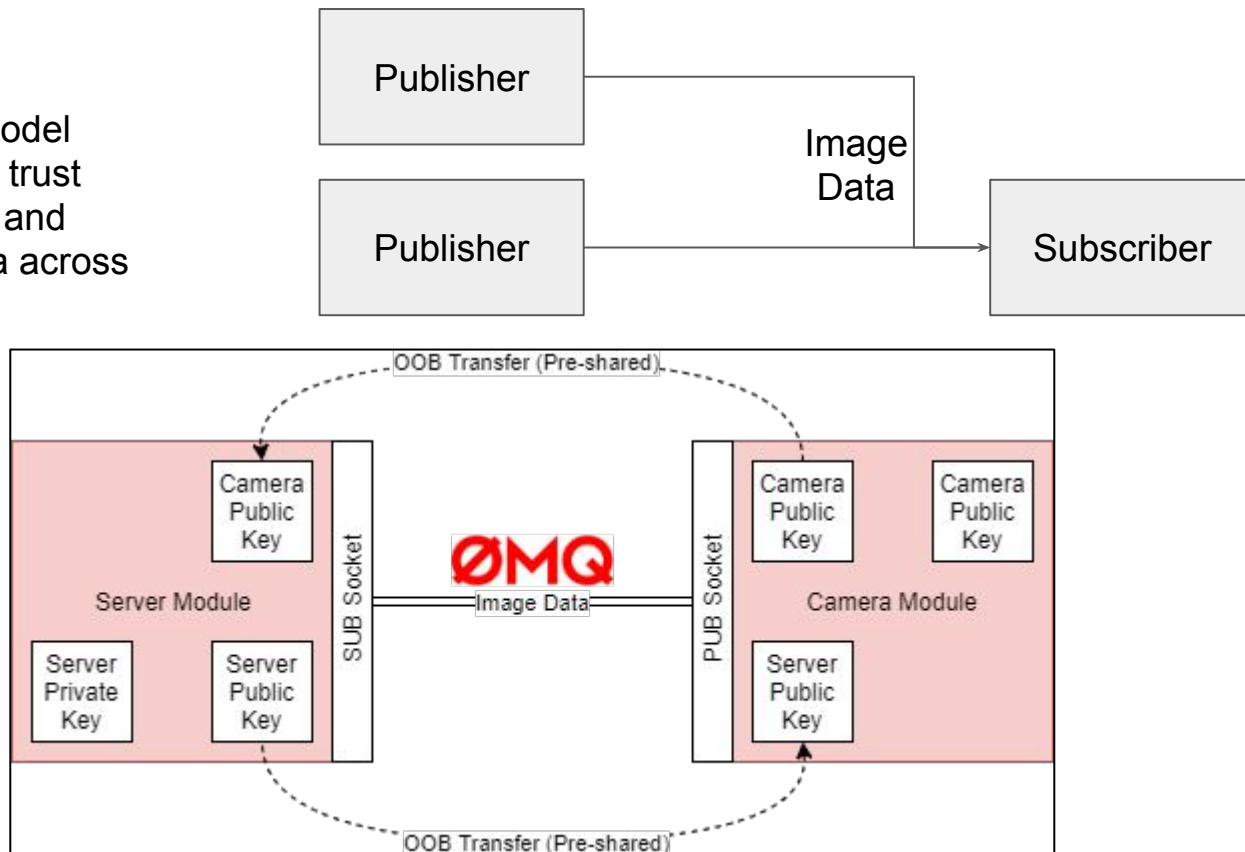 Publisher
Image
Data
Publisher
Subscriber
odel
trust
and
a across
OOB Transfer (Pre-shared)
Camera
Public
Key
Server Module
Server
Private
Key
Server
Public
Key
SUB Socket
ØMQ
Image Data
PUB Socket
Camera
Public
Key
Camera
Public
Key
Camera Module
Server
Public
Key
OOB Transfer (Pre-shared)